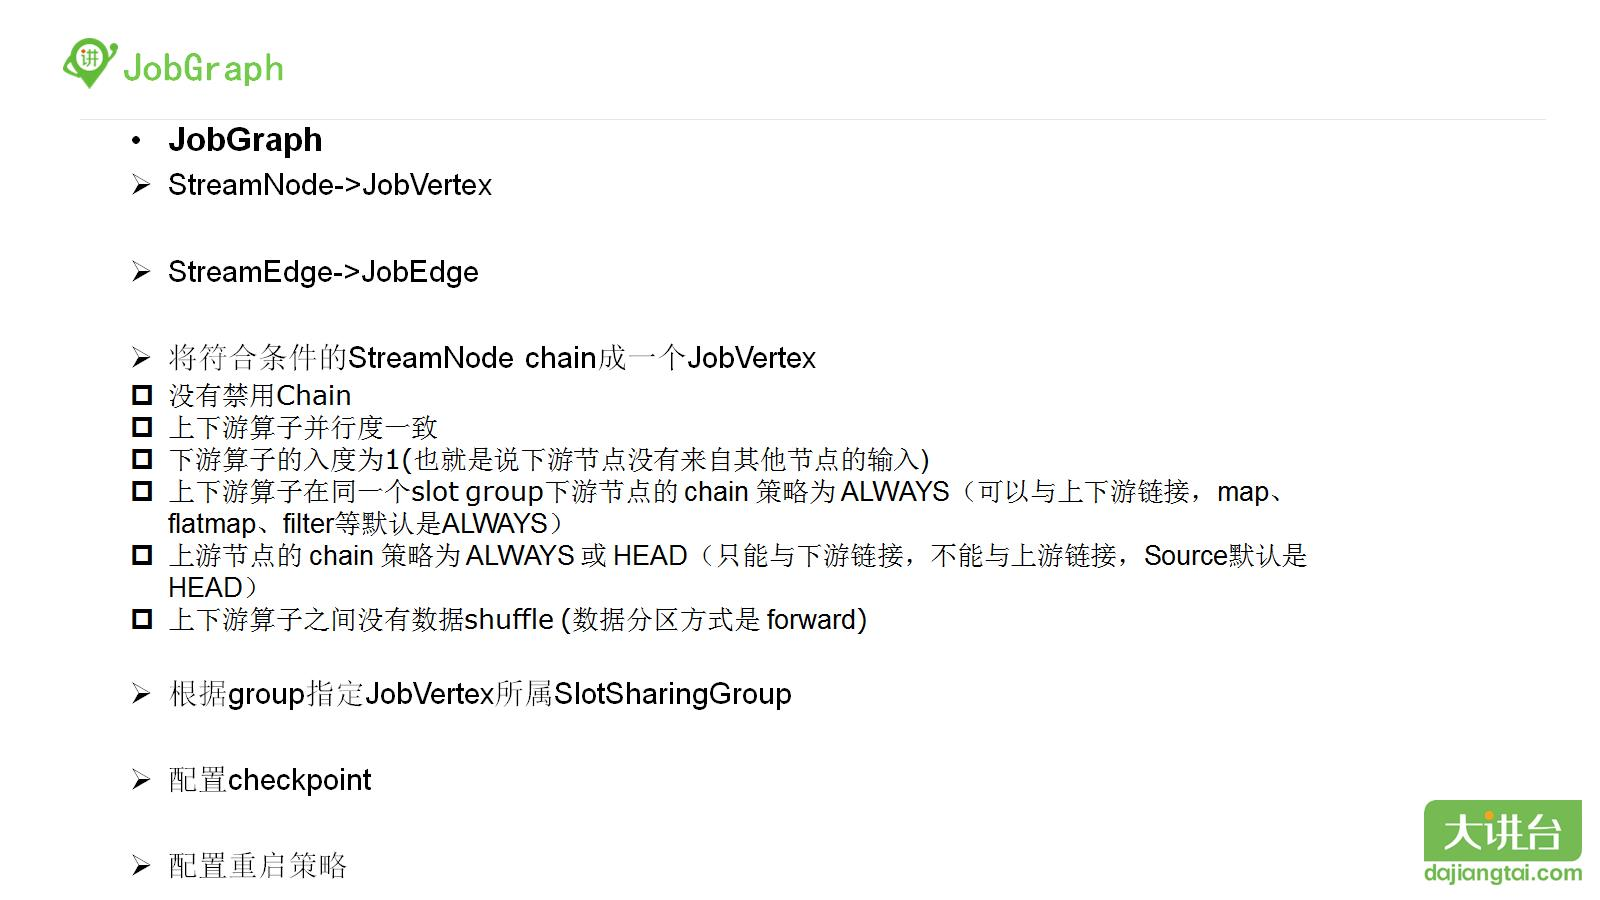 讲
JobGraph
• JobGraph
➢ StreamNode->JobVertex
➢ StreamEdge->JobEdge
➢ 将符合条件的StreamNode chain成一个JobVertex
没有禁用Chain
上下游算子并行度一致
下游算子的入度为1(也就是说下游节点没有来自其他节点的输入)
上下游算子在同一个slot group下游节点的 chain 策略为 ALWAYS（可以与上下游链接，map、
flatmap、filter等默认是ALWAYS）
上游节点的 chain 策略为 ALWAYS 或 HEAD（只能与下游链接，不能与上游链接，Source默认是
HEAD）
上下游算子之间没有数据shuffle (数据分区方式是 forward)
➢ 根据group指定JobVertex所属SlotSharingGroup
➢ 配置checkpoint
➢ 配置重启策略
大讲台
dajiangtai.com